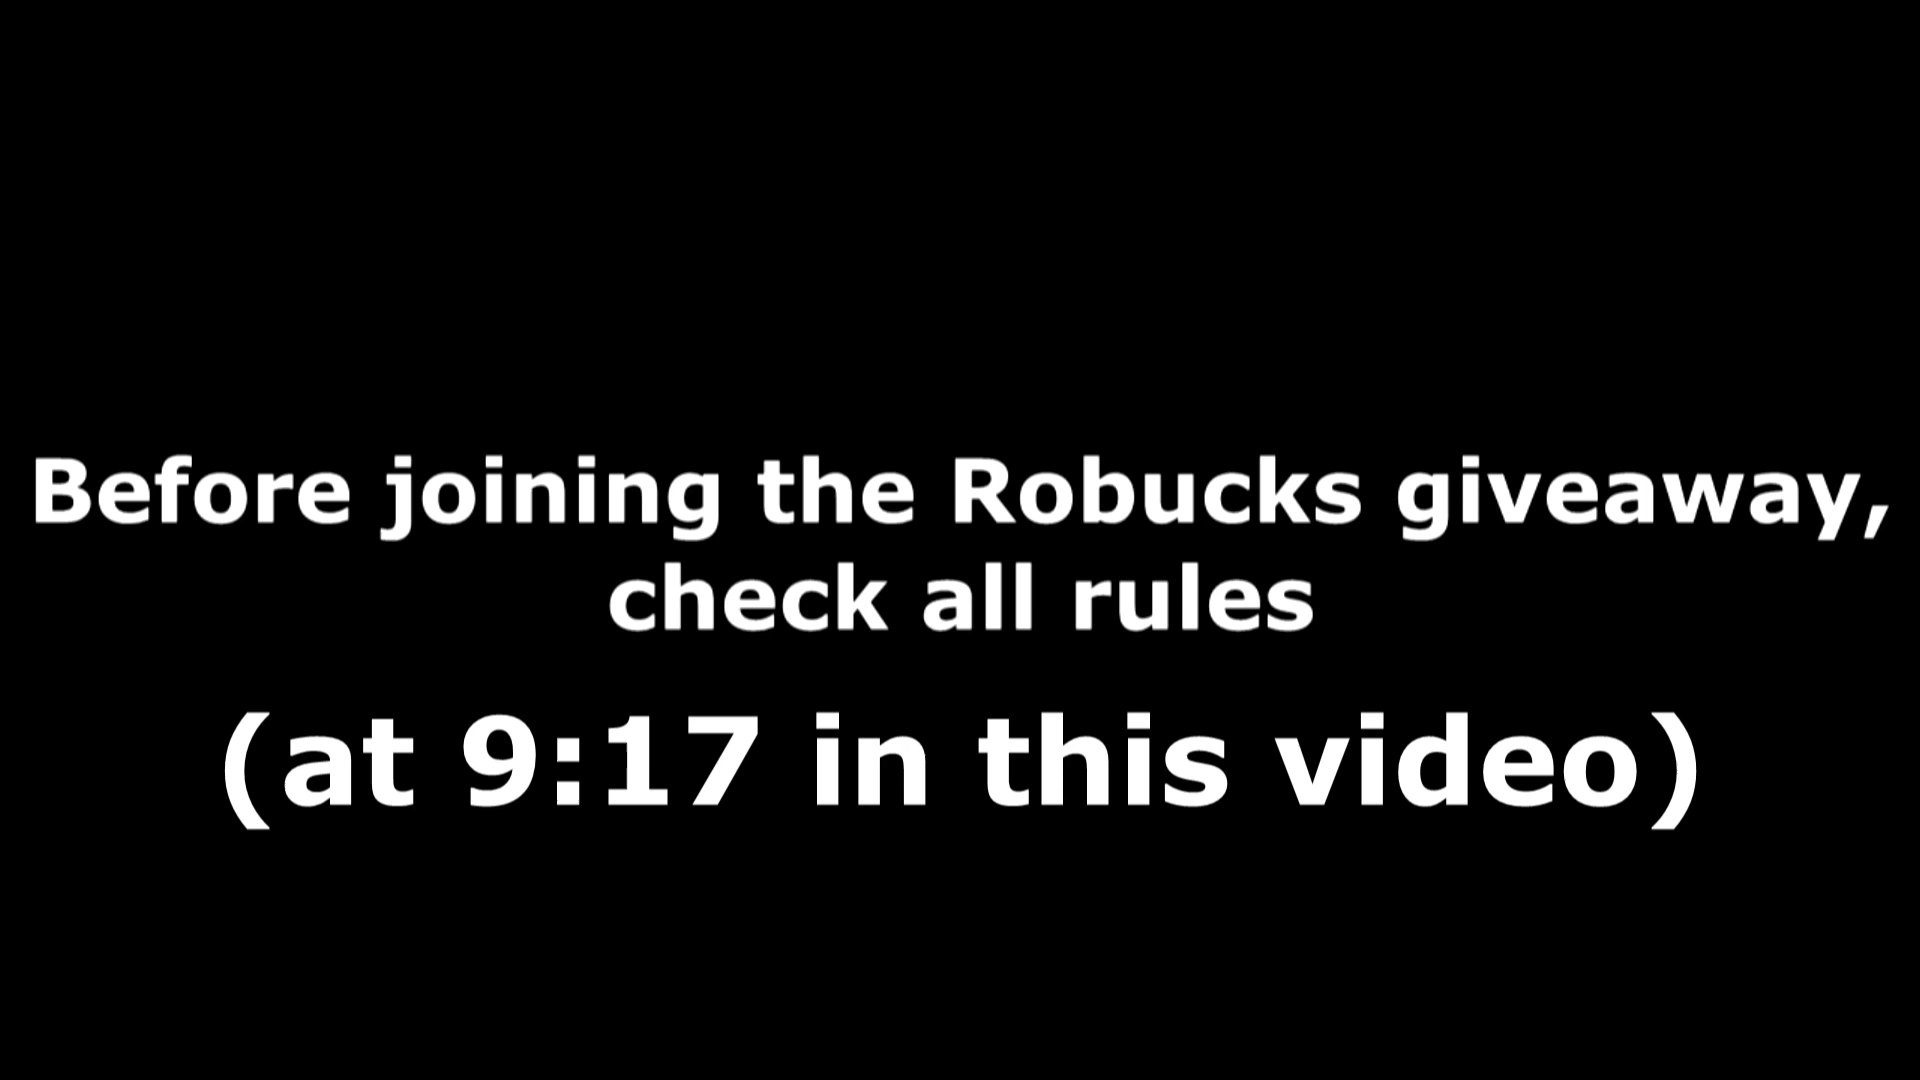 Before joining the Robucks giveaway,
check all rules
(at 9:17 in this video)